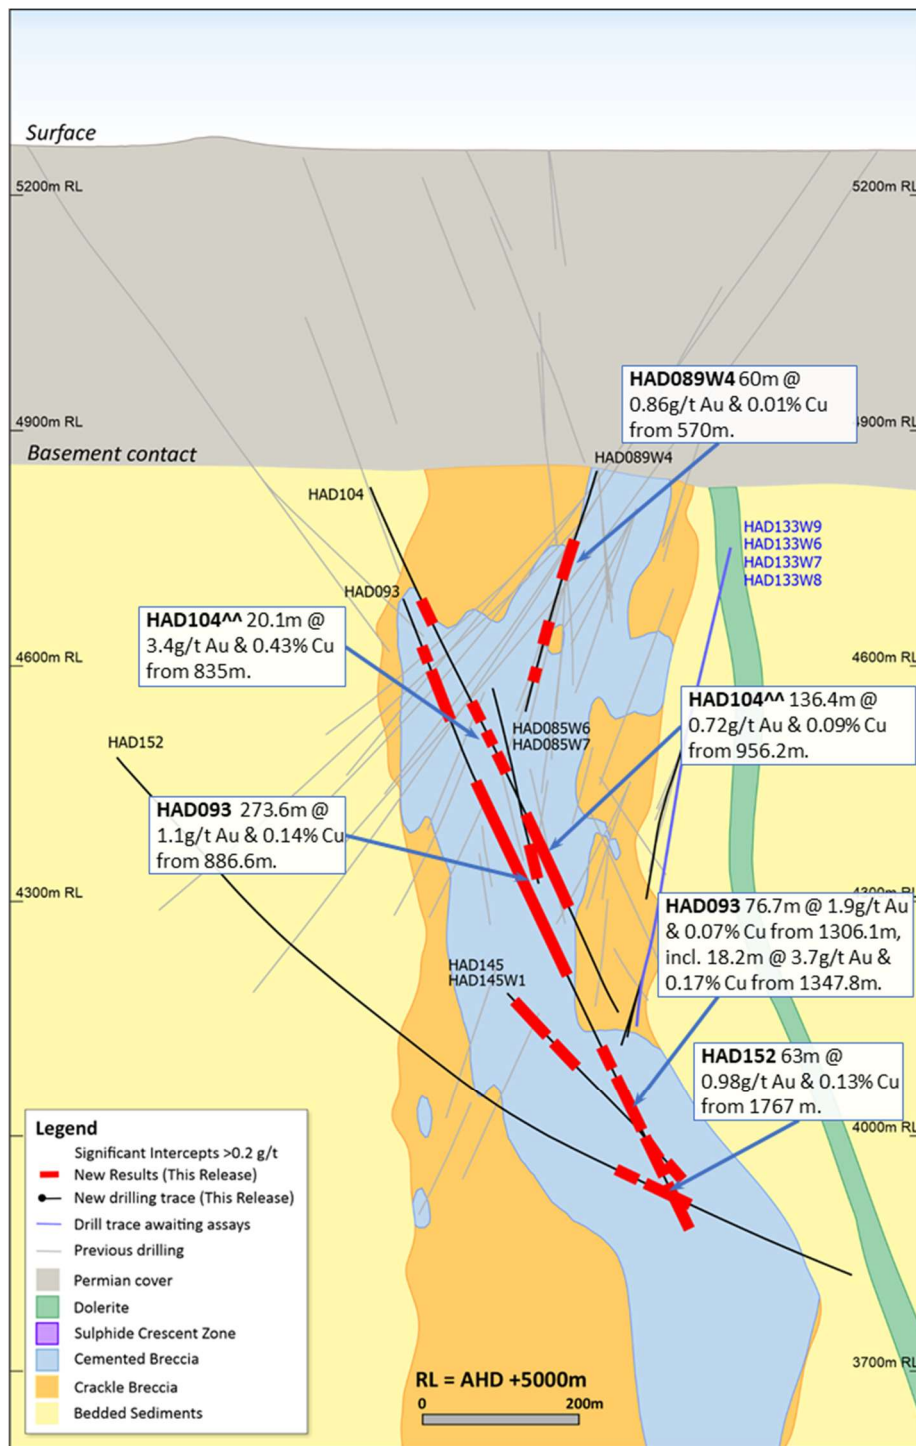 Surface
5200m RL
5200m RL
HAD089W4 60m @
0.86g/t Au & 0.01% Cu
from 570m.
4900m RL
4900m RL
Basement contact
HAD089W4
HAD104
HAD133W9
HAD133W6
HAD133W7
HAD133W8
HAD093
HAD104^^ 20.1m @
3.4g/t Au & 0.43% Cu
from 835m.
4600m RL
4600m RL
HAD104^^ 136.4m @
0.72g/t Au & 0.09% Cu
from 956.2m.
HAD085W6
HAD085W7
HAD152
HAD093 273.6m @
1.1g/t Au & 0.14% Cu
from 886.6m.
4300m RL
4300m RL
HAD093 76.7m @ 1.9g/t Au
& 0.07% Cu from 1306.1m,
incl. 18.2m @ 3.7g/t Au &
0.17% Cu from 1347.8m.
HAD145
HAD145W1
HAD152 63m @
0.98g/t Au & 0.13% Cu
from 1767 m.
4000m RL
Legend
Significant Intercepts >0.2 g/t
New Results (This Release)
New drilling trace (This Release)
Drill trace awaiting assays
Previous drilling
Permian cover
Dolerite
Sulphide Crescent Zone
Cemented Breccia
Crackle Breccia
Bedded Sediments
3700m RL
RL = AHD +5000m
0 200m